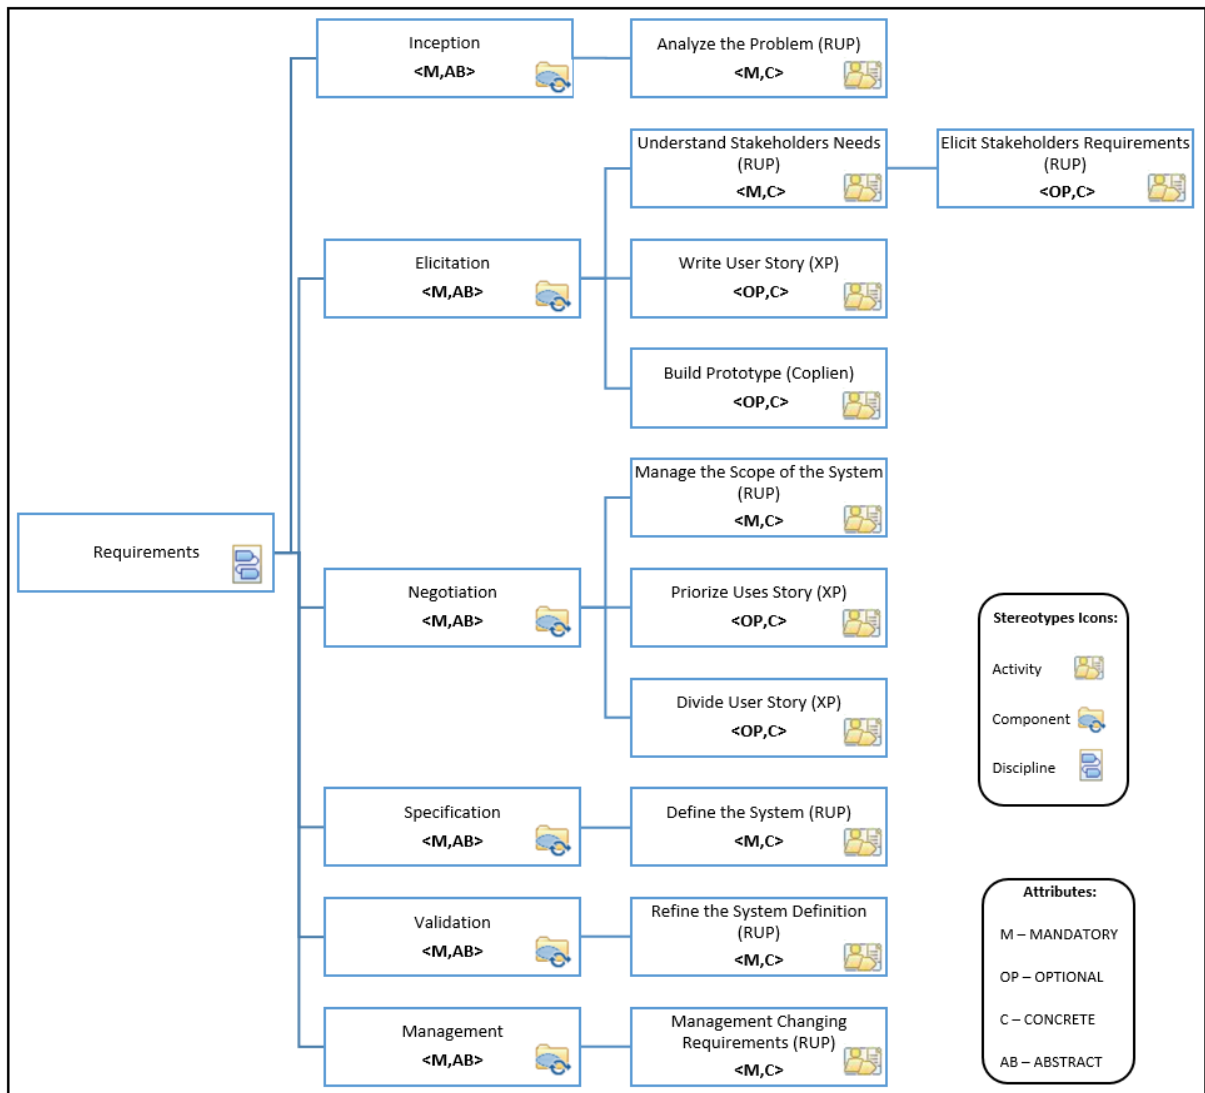 Inception
<M,AB>
Analyze the Problem (RUP)
<M,C>
Understand Stakeholders Needs
(RUP)
<M,C>
Elicit Stakeholders Requirements
(RUP)
<OP,C>
Elicitation
<M,AB>
Write User Story (XP)
<OP,C>
Build Prototype (Coplien)
<OP,C>
Manage the Scope of the System
(RUP)
<M,C>
Requirements
Negotiation
<M,AB>
Priorize Uses Story (XP)
<OP,C>
Divide User Story (XP)
<OP,C>
Specification
<M,AB>
Define the System (RUP)
<M,C>
Validation
<M,AB>
Refine the System Definition
(RUP)
<M,C>
Management
<M,AB>
Management Changing
Requirements (RUP)
<M,C>
Stereotypes Icons:
Activity
Component
Discipline
Attributes:
M – MANDATORY
OP – OPTIONAL
C – CONCRETE
AB – ABSTRACT